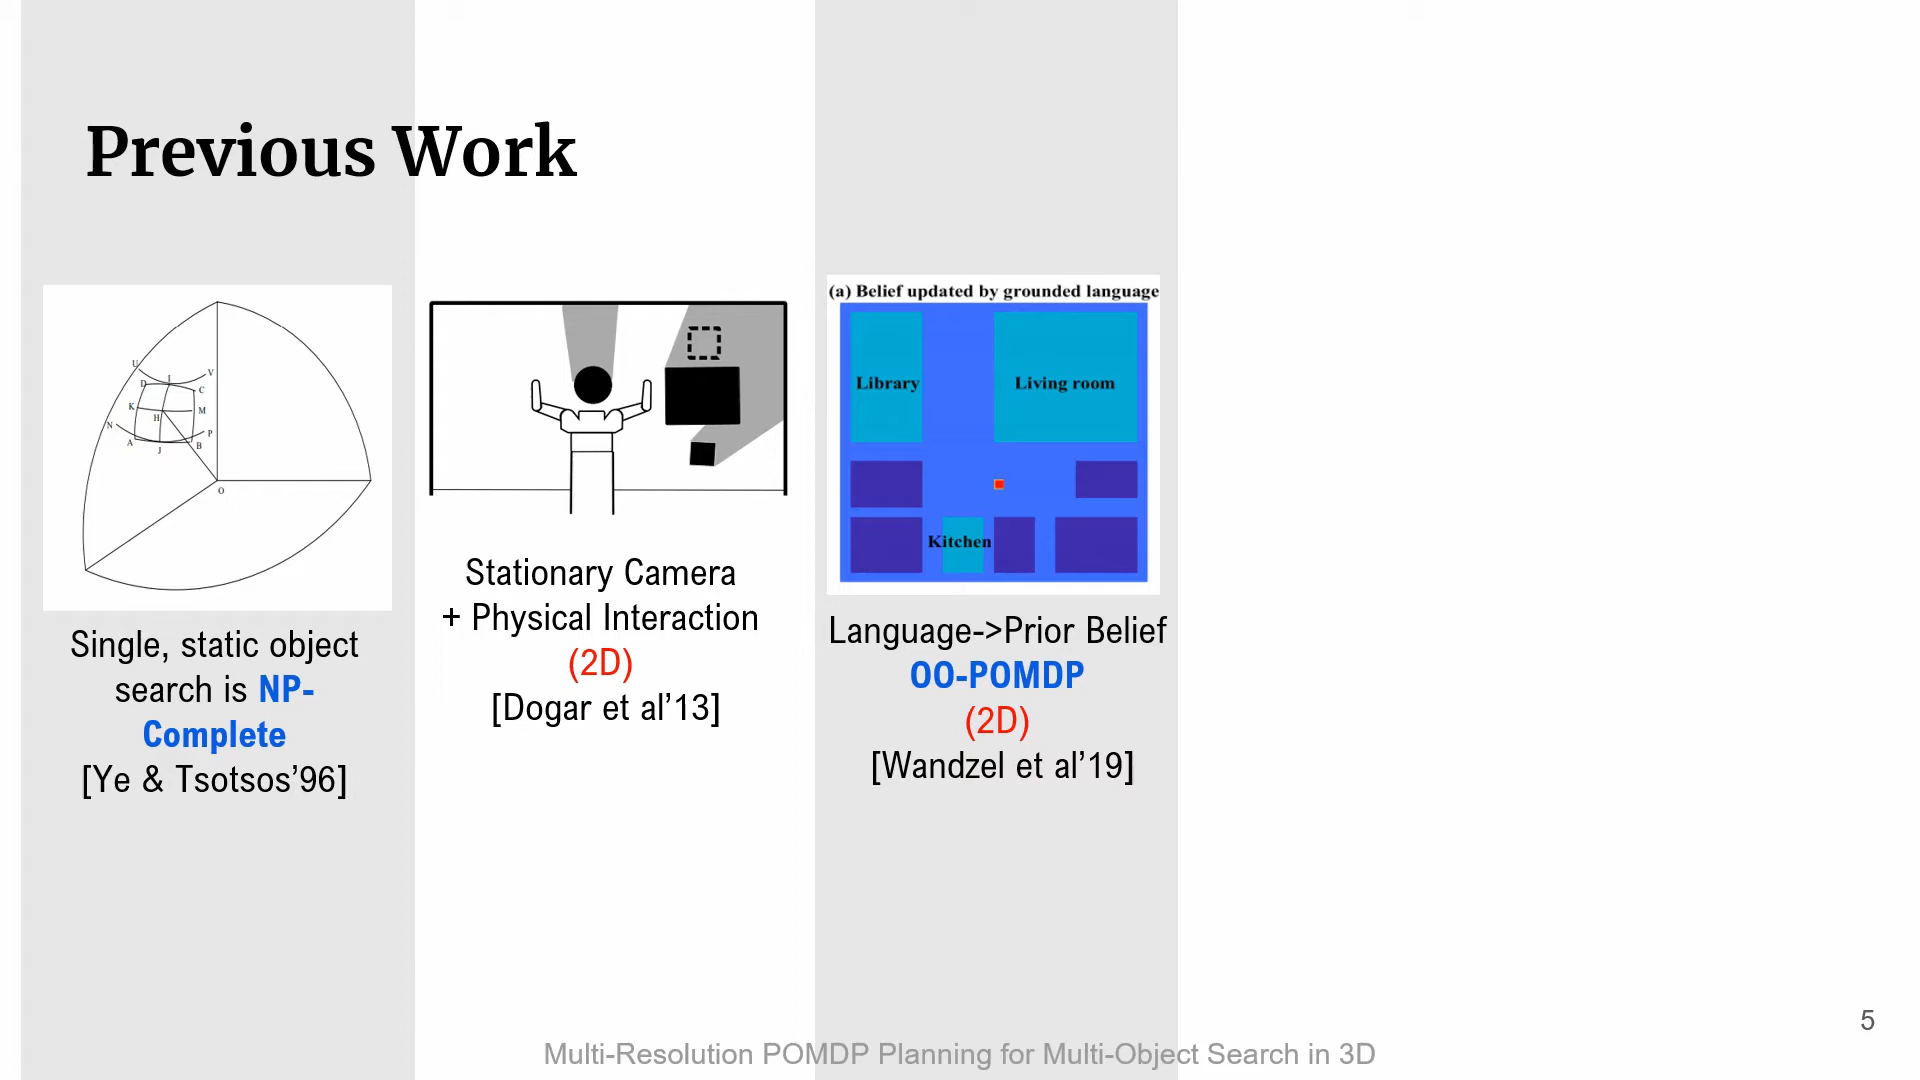 Previous Work
U
V
D
I
C
K
H
M
N
P
A
J
B
O
Single, static object
search is NP-
Complete
[Ye & Tsotsos’96]
Stationary Camera
+ Physical Interaction
(2D)
[Dogar et al’13]
(a) Belief updated by grounded language
Library
Living room
Kitchen
Language->Prior Belief
OO-POMDP
(2D)
[Wandzel et al’19]
5
Multi-Resolution POMDP Planning for Multi-Object Search in 3D